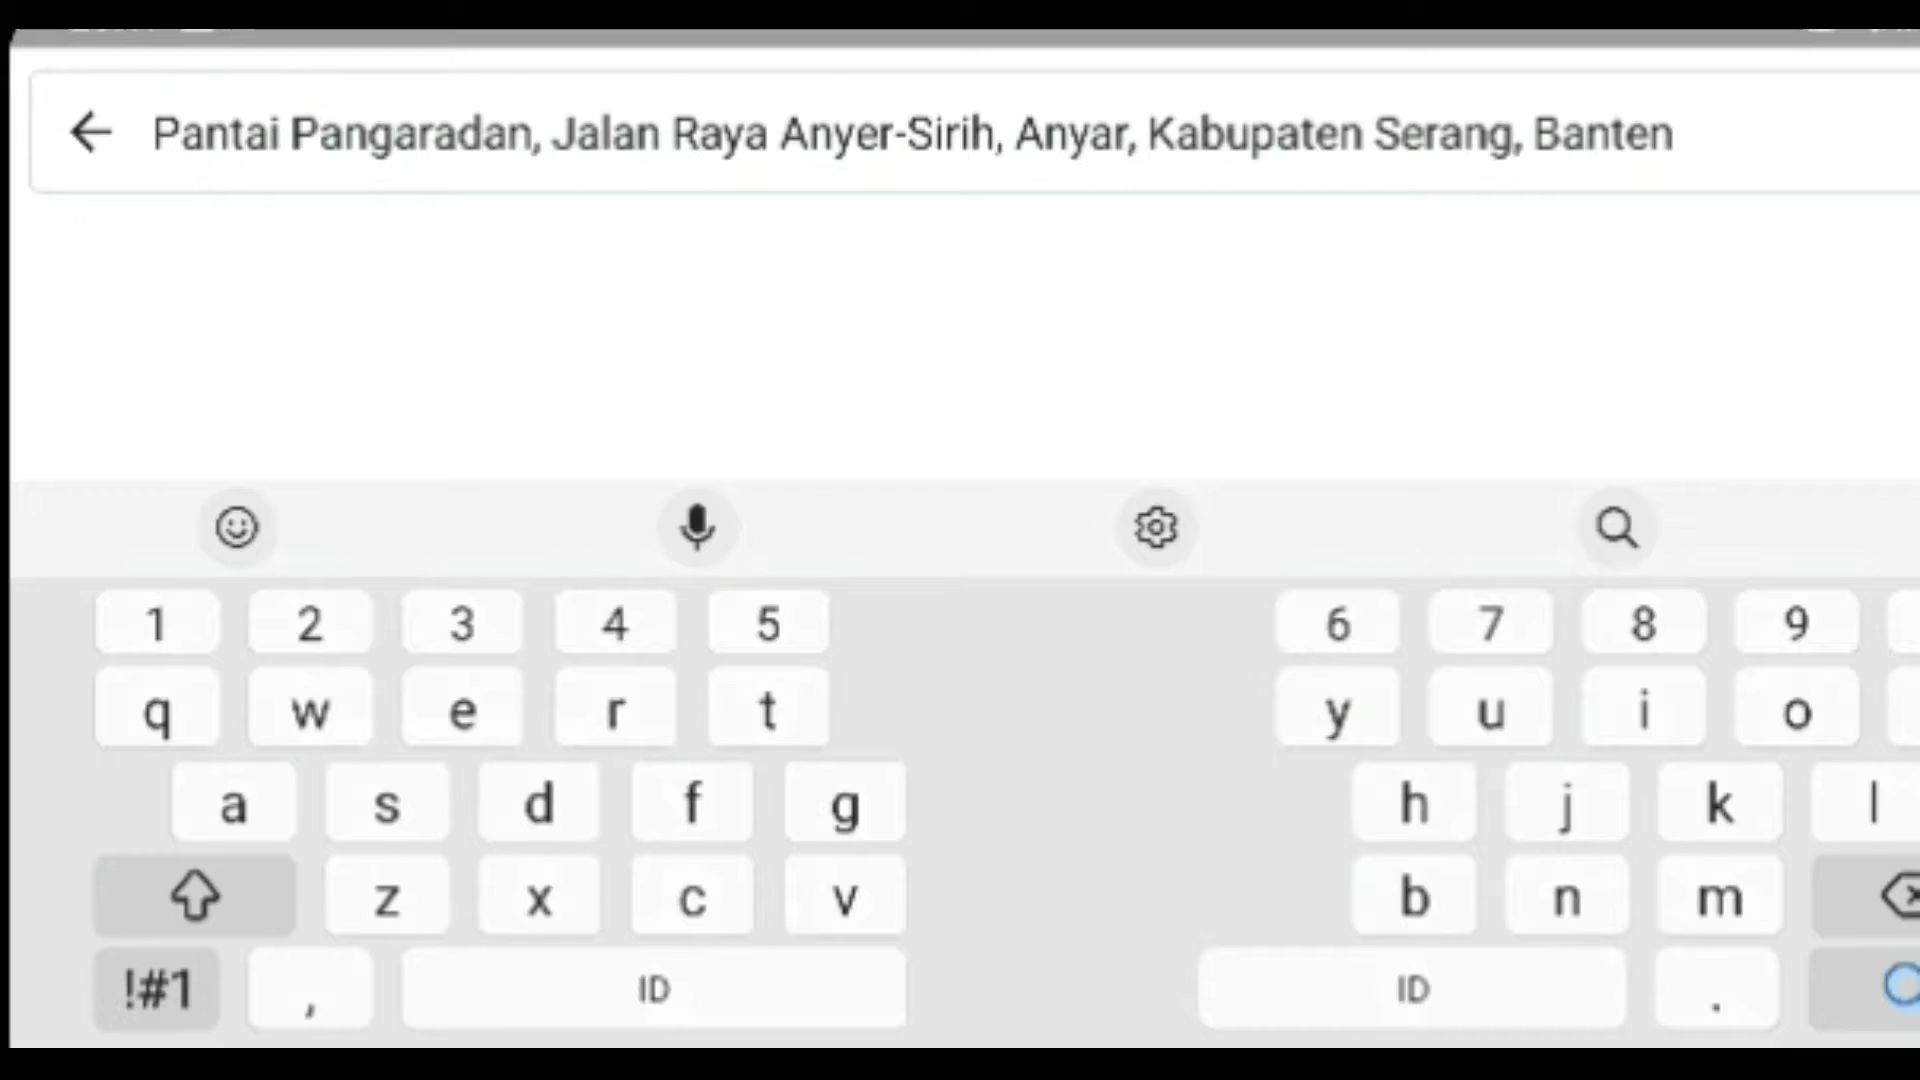 Pantai Pangaradan, Jalan Raya Anyer-Sirih, Anyar, Kabupaten Serang, Banten
1 2 3 4 5 6 7 8 9
q w e r t y u i o
a s d f g h j k l
z x c v b n m
!#1 , ID ID .